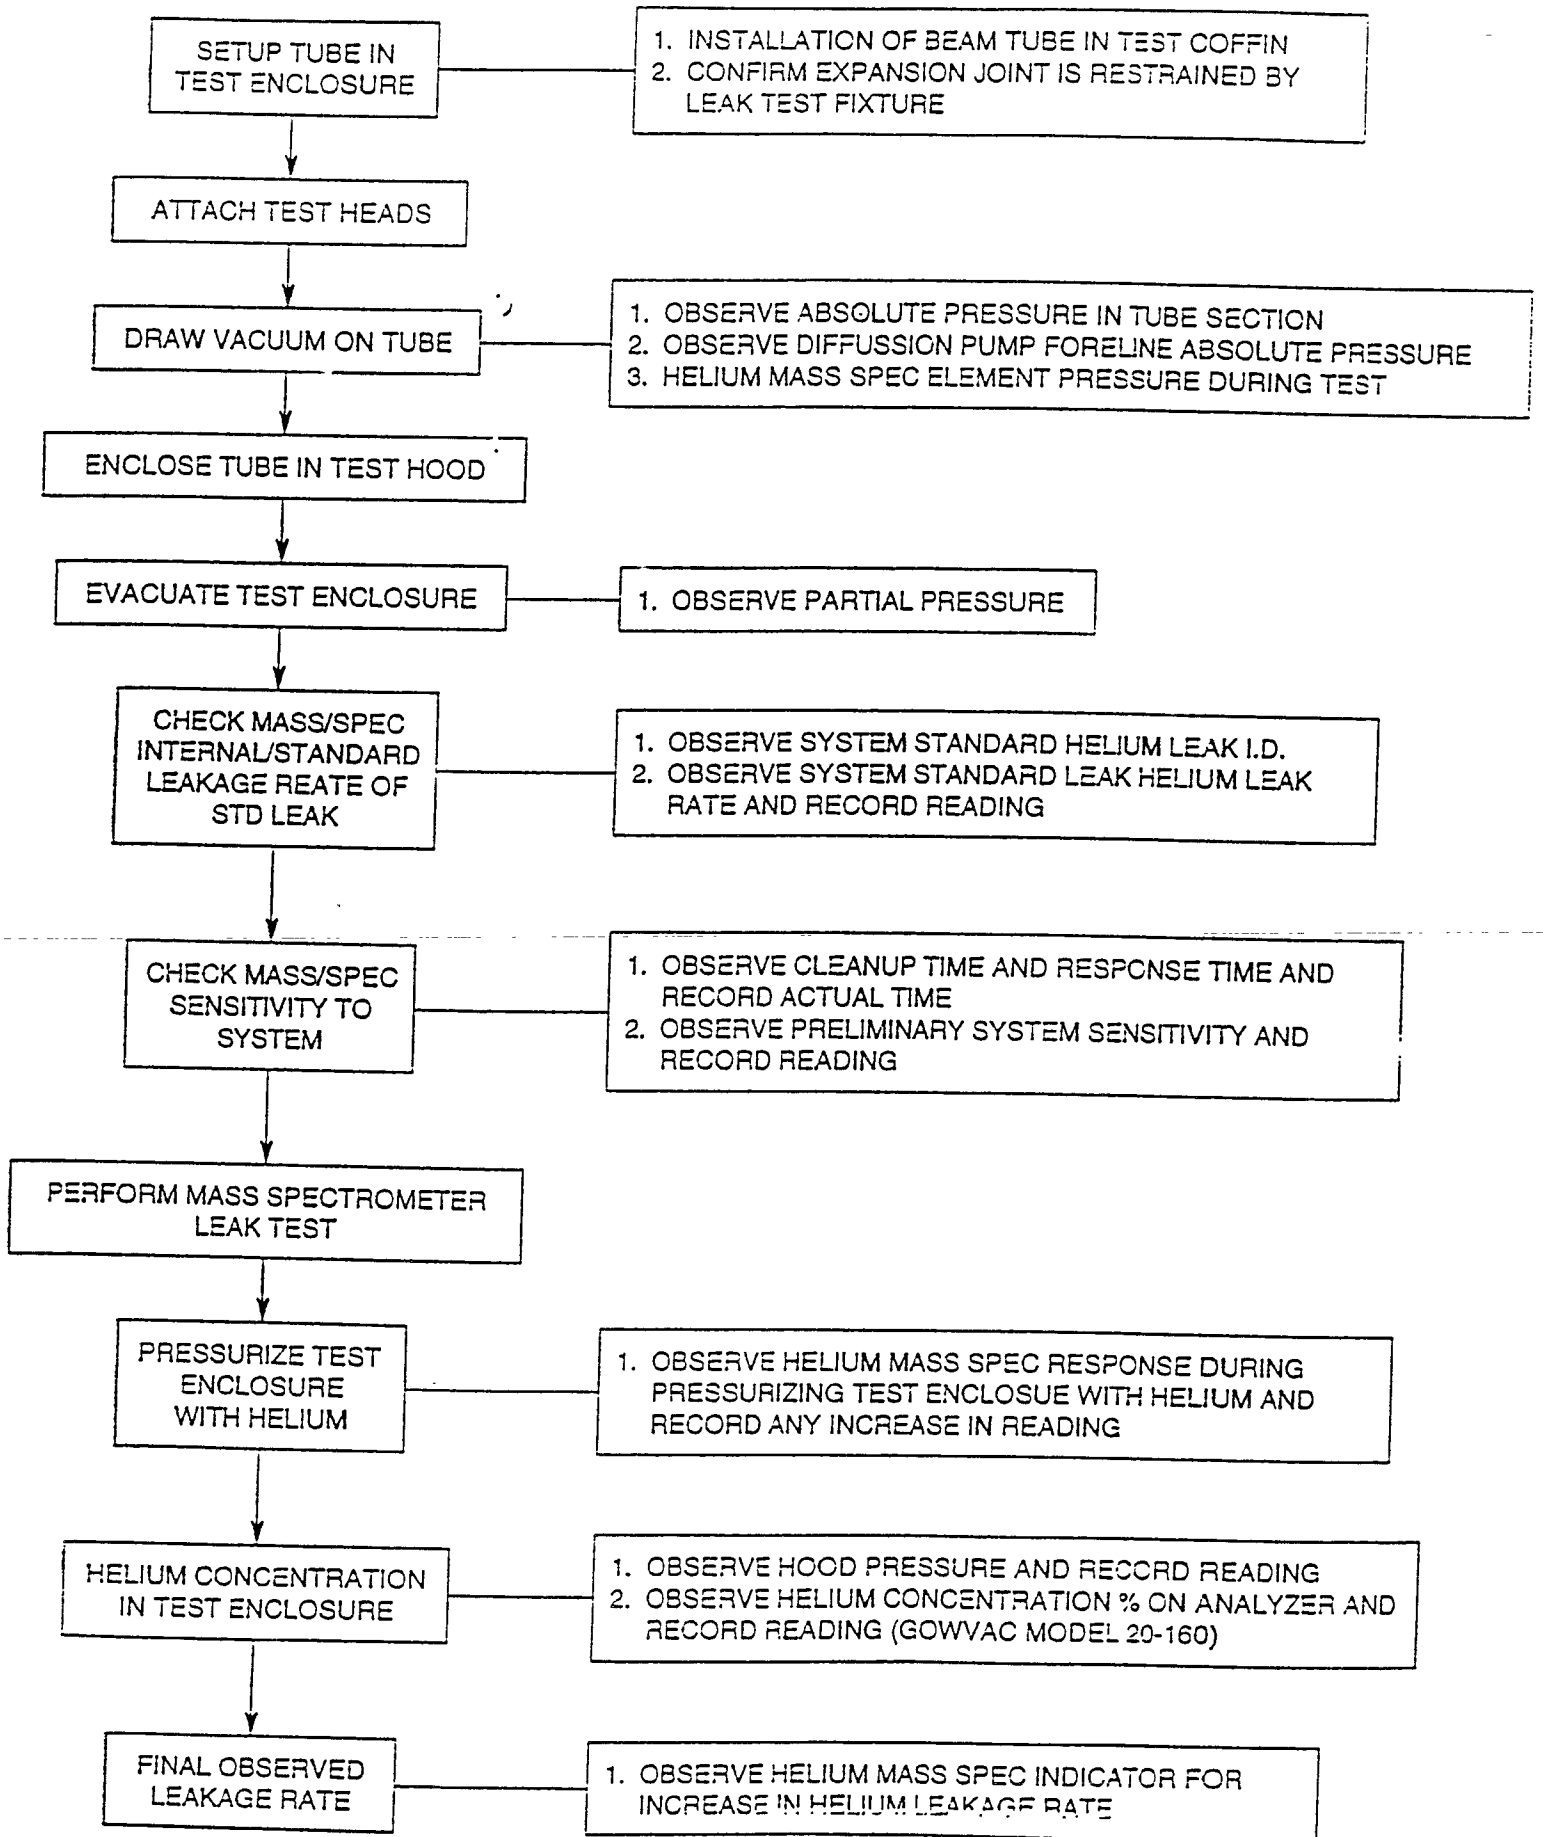 SETUP TUBE IN
TEST ENCLOSURE
1. INSTALLATION OF BEAM TUBE IN TEST COFFIN
2. CONFIRM EXPANSION JOINT IS RESTRAINED BY
LEAK TEST FIXTURE
ATTACH TEST HEADS
DRAW VACUUM ON TUBE
1. OBSERVE ABSOLUTE PRESSURE IN TUBE SECTION
2. OBSERVE DIFFUSSION PUMP FORELINE ABSOLUTE PRESSURE
3. HELIUM MASS SPEC ELEMENT PRESSURE DURING TEST
ENCLOSE TUBE IN TEST HOOD
EVACUATE TEST ENCLOSURE
1. OBSERVE PARTIAL PRESSURE
CHECK MASS/SPEC
INTERNAL/STANDARD
LEAKAGE REATE OF
STD LEAK
1. OBSERVE SYSTEM STANDARD HELIUM LEAK I.D.
2. OBSERVE SYSTEM STANDARD LEAK HELIUM LEAK
RATE AND RECORD READING
CHECK MASS/SPEC
SENSITIVITY TO
SYSTEM
1. OBSERVE CLEANUP TIME AND RESPONSE TIME AND
RECORD ACTUAL TIME
2. OBSERVE PRELIMINARY SYSTEM SENSITIVITY AND
RECORD READING
PERFORM MASS SPECTROMETER
LEAK TEST
PRESSURIZE TEST
ENCLOSURE
WITH HELIUM
1. OBSERVE HELIUM MASS SPEC RESPONSE DURING
PRESSURIZING TEST ENCLOSUE WITH HELIUM AND
RECORD ANY INCREASE IN READING
HELIUM CONCENTRATION
IN TEST ENCLOSURE
1. OBSERVE HOOD PRESSURE AND RECORD READING
2. OBSERVE HELIUM CONCENTRATION % ON ANALYZER AND
RECORD READING (GOWVAC MODEL 20-160)
FINAL OBSERVED
LEAKAGE RATE
1. OBSERVE HELIUM MASS SPEC INDICATOR FOR
INCREASE IN HELIUM LEAKAGE RATE